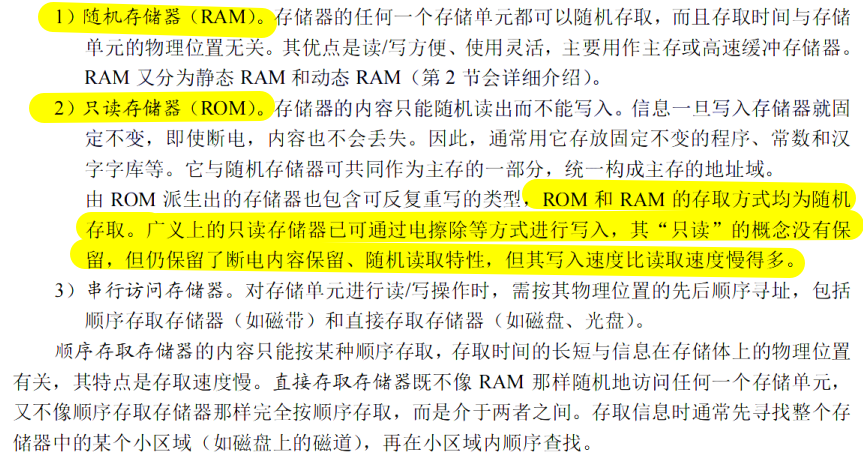 1）随机存储器（RAM）。存储器的任何一个存储单元都可以随机存取，而且存取时间与存储
单元的物理位置无关。其优点是读/写方便、使用灵活，主要用作主存或高速缓冲存储器。
RAM 又分为静态 RAM 和动态 RAM（第 2 节会详细介绍）。
2）只读存储器（ROM）。存储器的内容只能随机读出而不能写入。信息一旦写入存储器就固
定不变，即使断电，内容也不会丢失。因此，通常用它存放固定不变的程序、常数和汉
字字库等。它与随机存储器可共同作为主存的一部分，统一构成主存的地址域。
由 ROM 派生出的存储器也包含可反复重写的类型，ROM 和 RAM 的存取方式均为随机
存取。广义上的只读存储器已可通过电擦除等方式进行写入，其“只读”的概念没有保
留，但仍保留了断电内容保留、随机读取特性，但其写入速度比读取速度慢得多。
3）串行访问存储器。对存储单元进行读/写操作时，需按其物理位置的先后顺序寻址，包括
顺序存取存储器（如磁带）和直接存取存储器（如磁盘、光盘）。
顺序存取存储器的内容只能按某种顺序存取，存取时间的长短与信息在存储体上的物理位置
有关，其特点是存取速度慢。直接存取存储器既不像 RAM 那样随机地访问任何一个存储单元，
又不像顺序存取存储器那样完全按顺序存取，而是介于两者之间。存取信息时通常先寻找整个存
储器中的某个小区域（如磁盘上的磁道），再在小区域内顺序查找。